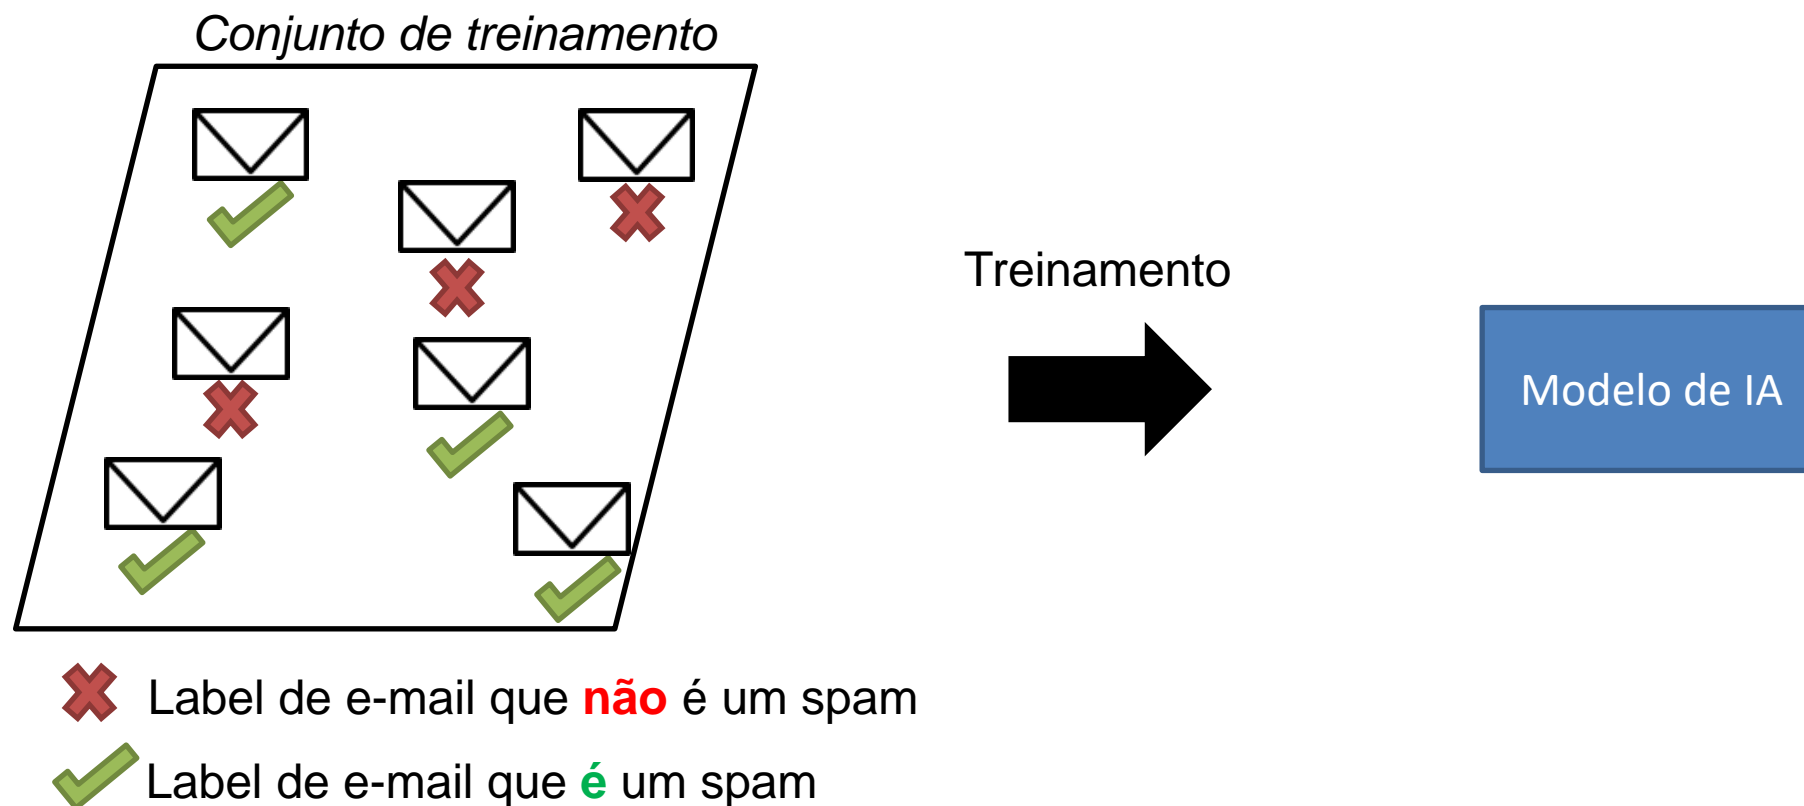 Conjunto de treinamento
Treinamento
Modelo de IA
Label de e-mail que não é um spam
Label de e-mail que é um spam